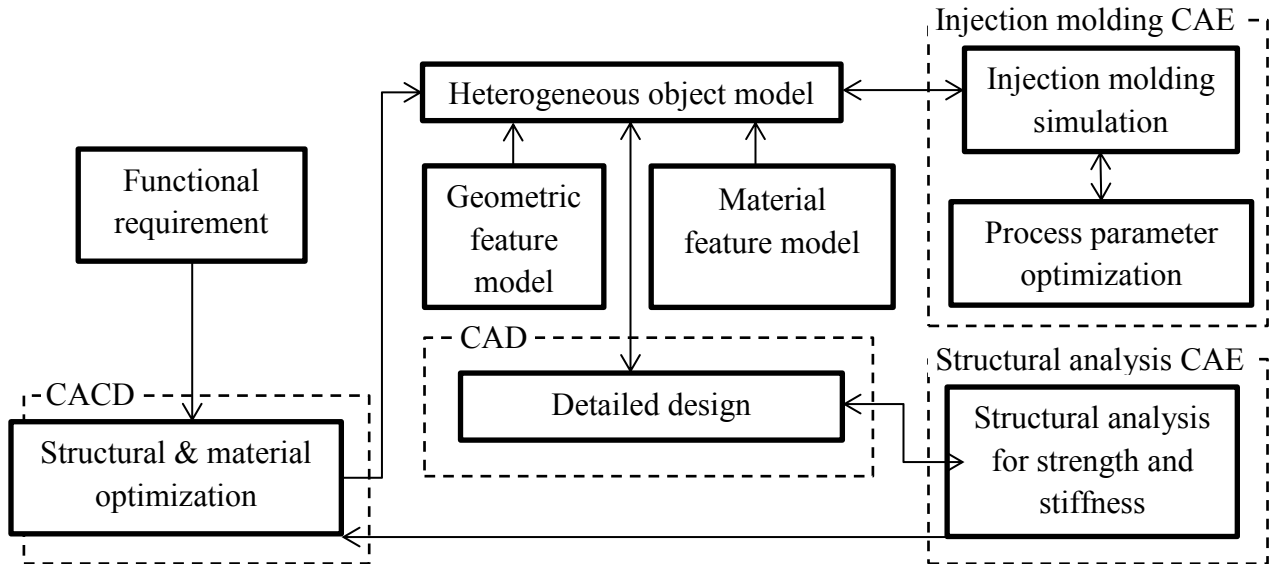 Injection molding CAE
Heterogeneous object model
Injection molding
simulation
Functional
requirement
Geometric
feature
model
Material
feature model
Process parameter
optimization
CAD
Detailed design
Structural analysis CAE
Structural analysis
for strength and
stiffness
CACD
Structural & material
optimization